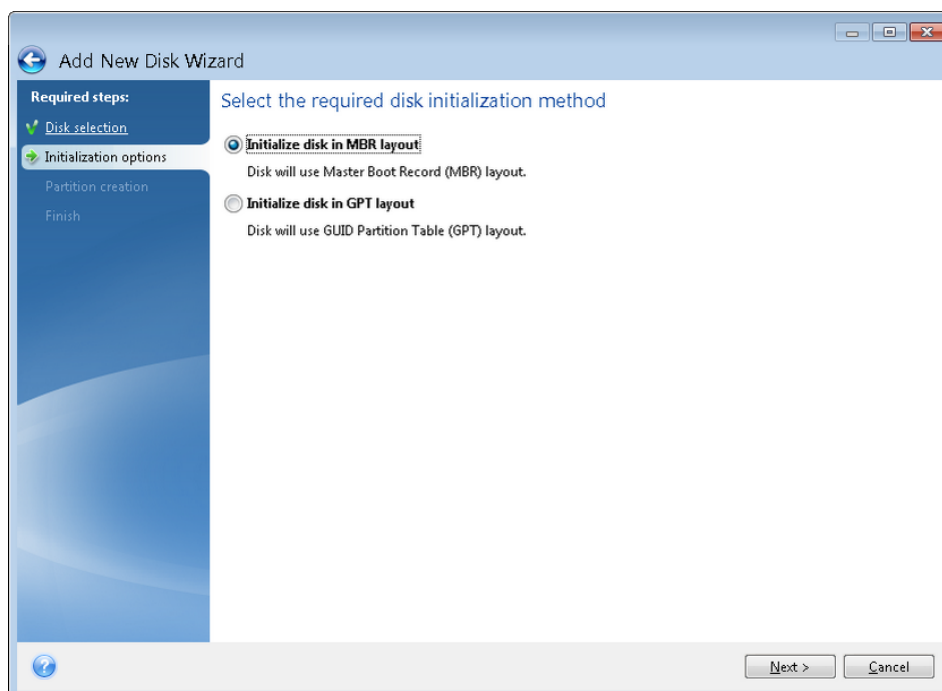 Add New Disk Wizard
Required steps:
Disk selection
Initialization options
Partition creation
Finish
Select the required disk initialization method
Initialize disk in MBR layout
Disk will use Master Boot Record (MBR) layout.
Initialize disk in GPT layout
Disk will use GUID Partition Table (GPT) layout.
?
Next >
Cancel